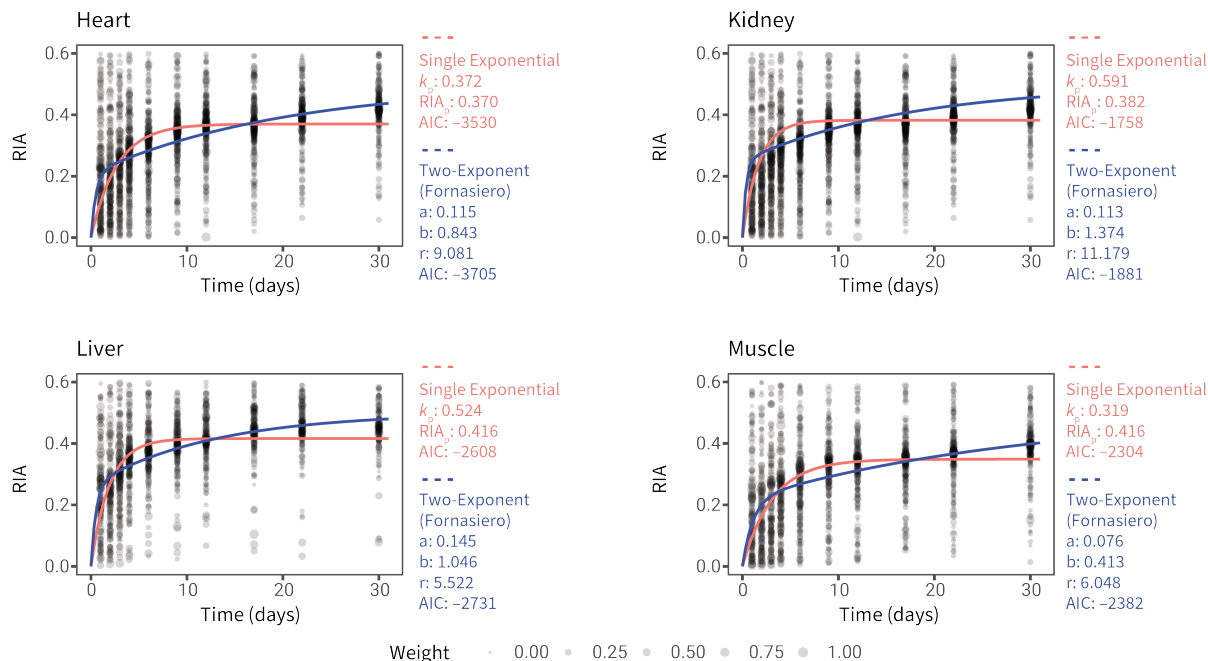 Heart
0.6
0.4
0.2
0.0
RIA
0
10
20
30
Time (days)
Single Exponential
kp: 0.372
RIAp: 0.370
AIC: –3530
Two-Exponent
(Fornasiero)
a: 0.115
b: 0.843
r: 9.081
AIC: –3705
Kidney
0.6
0.4
0.2
0.0
RIA
0
10
20
30
Time (days)
Single Exponential
kp: 0.591
RIAp: 0.382
AIC: –1758
Two-Exponent
(Fornasiero)
a: 0.113
b: 1.374
r: 11.179
AIC: –1881
Liver
0.6
0.4
0.2
0.0
RIA
0
10
20
30
Time (days)
Single Exponential
kp: 0.524
RIAp: 0.416
AIC: –2608
Two-Exponent
(Fornasiero)
a: 0.145
b: 1.046
r: 5.522
AIC: –2731
Muscle
0.6
0.4
0.2
0.0
RIA
0
10
20
30
Time (days)
Single Exponential
kp: 0.319
RIAp: 0.416
AIC: –2304
Two-Exponent
(Fornasiero)
a: 0.076
b: 0.413
r: 6.048
AIC: –2382
Weight 0.00 0.25 0.50 0.75 1.00